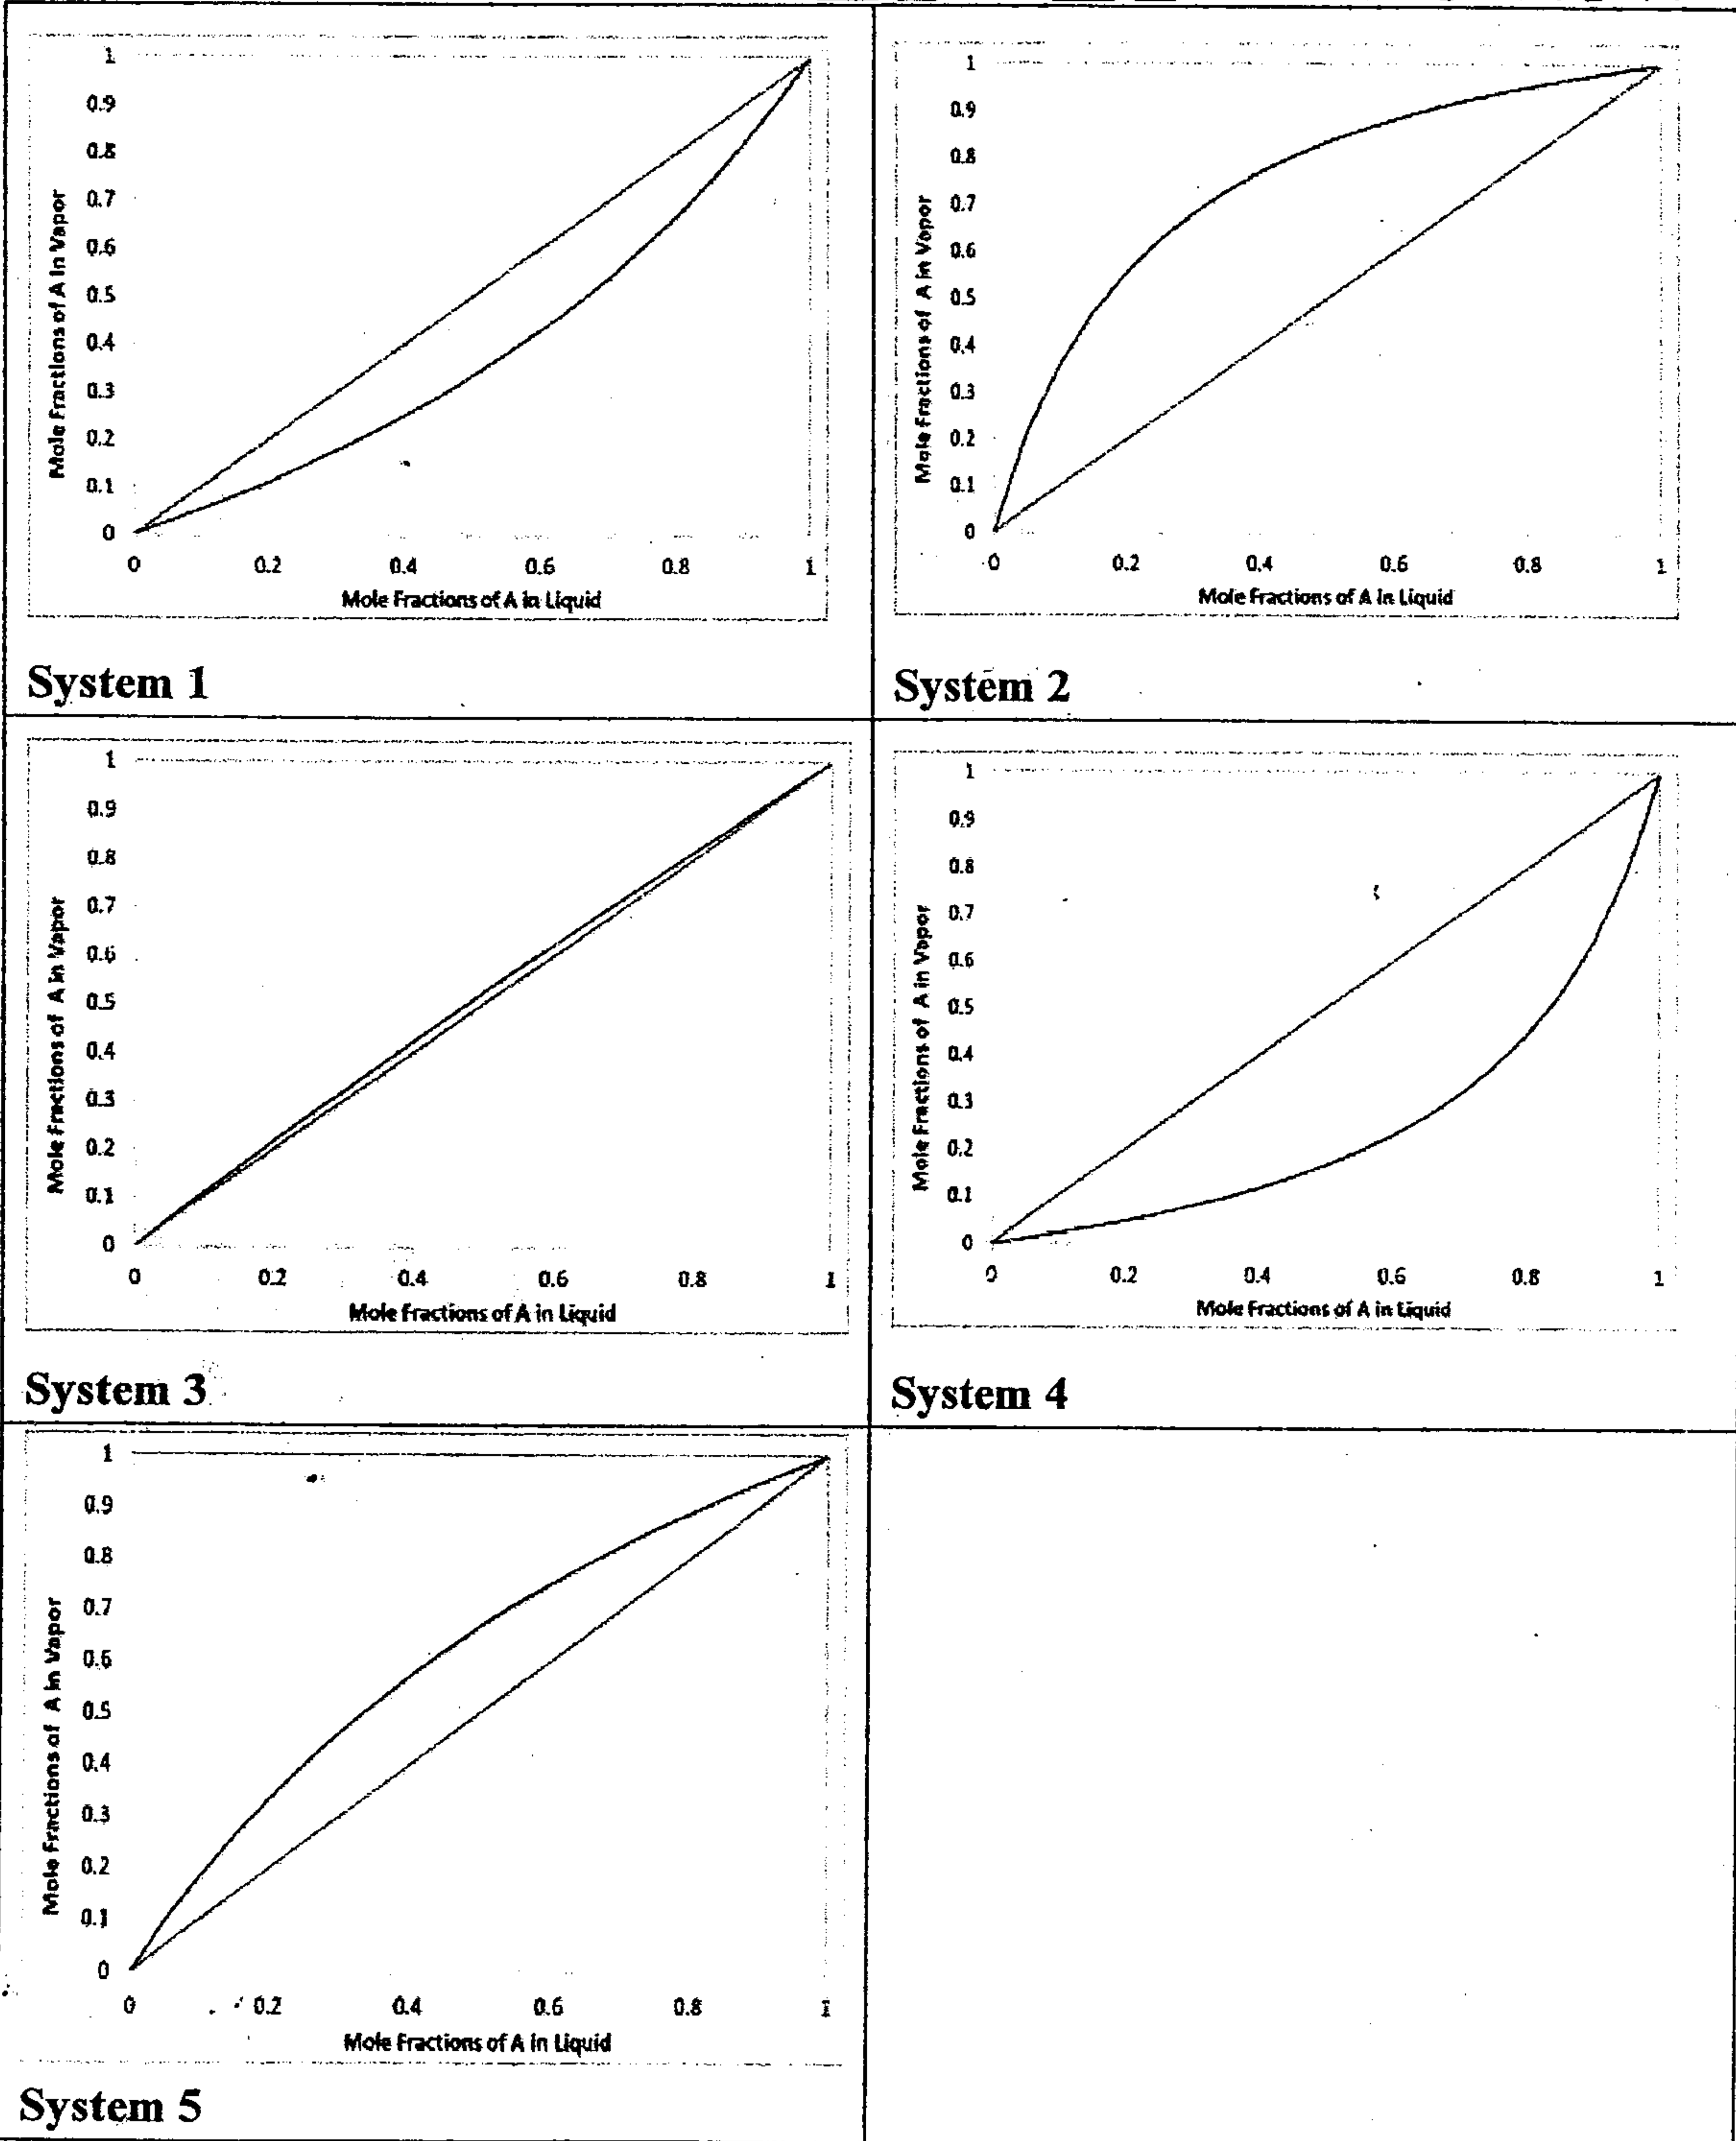 Mole Fractions of A in Vapor
1
0.9
0.8
0.7
0.6
0.5
0.4
0.3
0.2
0.1
0
0 0.2 0.4 0.6 0.8 1
Mole Fractions of A in Liquid
System 1
Mole Fractions of A in Vapor
1
0.9
0.8
0.7
0.6
0.5
0.4
0.3
0.2
0.1
0
0 0.2 0.4 0.6 0.8 1
Mole Fractions of A in Liquid
System 2
Mole Fractions of A in Vapor
1
0.9
0.8
0.7
0.6
0.5
0.4
0.3
0.2
0.1
0
0 0.2 0.4 0.6 0.8 1
Mole Fractions of A in Liquid
System 3
Mole Fractions of A in Vapor
1
0.9
0.8
0.7
0.6
0.5
0.4
0.3
0.2
0.1
0
0 0.2 0.4 0.6 0.8 1
Mole Fractions of A in Liquid
System 4
Mole Fractions of A in Vapor
1
0.9
0.8
0.7
0.6
0.5
0.4
0.3
0.2
0.1
0
0 0.2 0.4 0.6 0.8 1
Mole Fractions of A in Liquid
System 5